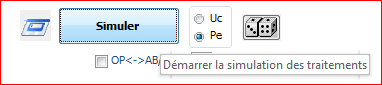 Simuler
Uc
Pe
OP<->AB/
Démarrer la simulation des traitements